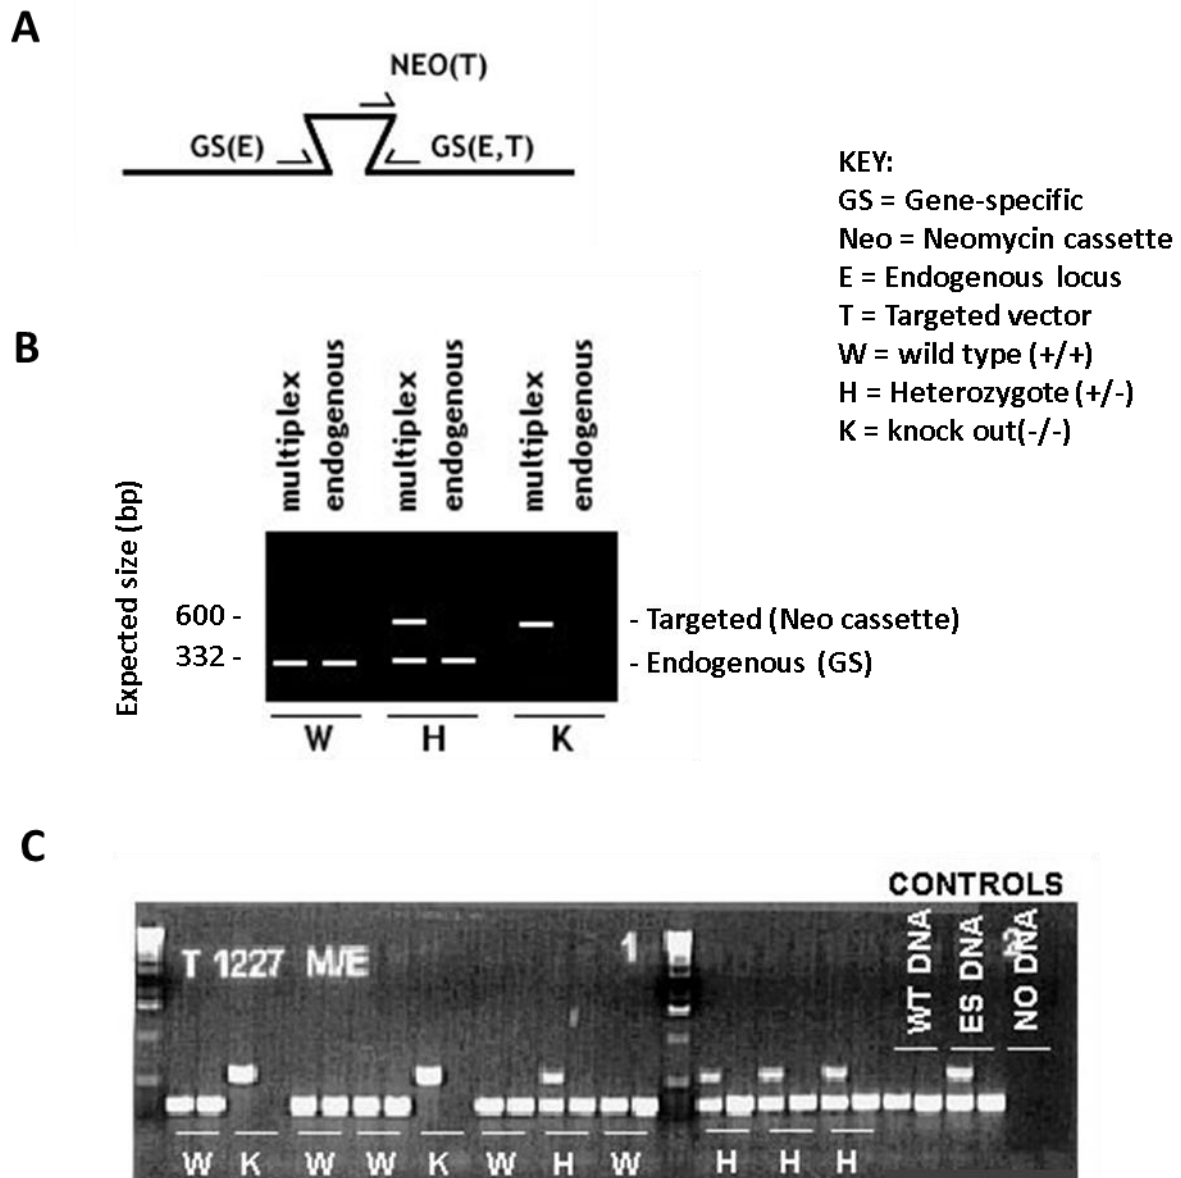 A
NEO(T)
GS(E)
GS(E,T)
KEY:
GS = Gene-specific
Neo = Neomycin cassette
E = Endogenous locus
T = Targeted vector
W = wild type (+/+)
H = Heterozygote (+/-)
K = knock out(-/-)
B
multiplex
endogenous
multiplex
endogenous
multiplex
endogenous
Expected size (bp)
600 -
- Targeted (Neo cassette)
332 -
- Endogenous (GS)
W
H
K
C
CONTROLS
T 1227 M/E
1
2
WT DNA
ES DNA
NO DNA
W K W W K W H W H H H